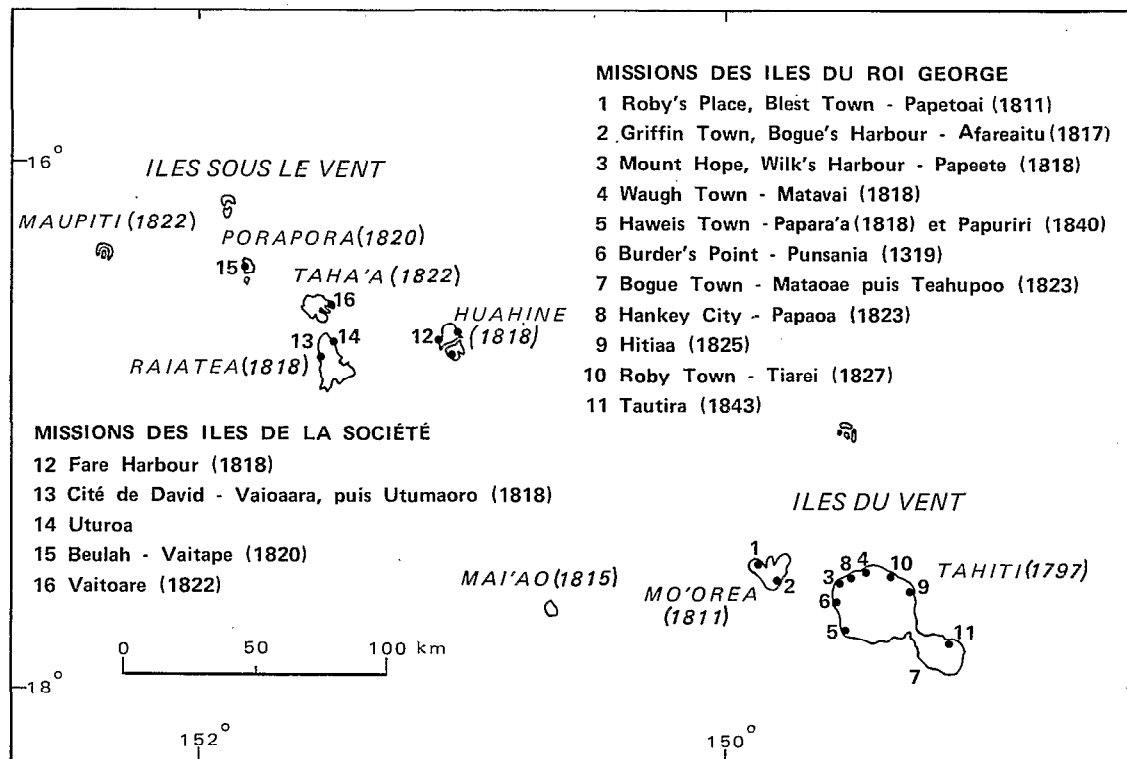 MISSIONS DES ILES DU ROI GEORGE
1 Roby's Place, Blest Town - Papetoai (1811)
2 Griffin Town, Bogue's Harbour - Afareaitu (1817)
3 Mount Hope, Wilk's Harbour - Papeete (1818)
4 Waugh Town - Matavai (1818)
5 Haweis Town - Papara'a (1818) et Papuriri (1840)
6 Burder's Point - Punsania (1319)
7 Bogue Town - Mataoae puis Teahupoo (1823)
8 Hankey City - Papaoa (1823)
9 Hitiaa (1825)
10 Roby Town - Tiarei (1827)
11 Tautira (1843)
16°
ILES SOUS LE VENT
MAUPITI (1822)
PORAPORA (1820)
15
TAHA'A (1822)
16
HUAHINE
(1818)
12
13
14
RAIATEA (1818)
MISSIONS DES ILES DE LA SOCIÉTÉ
12 Fare Harbour (1818)
13 Cité de David - Vaioaara, puis Utumaoro (1818)
14 Uturoa
15 Beulah - Vaitape (1820)
16 Vaitoare (1822)
ILES DU VENT
MAI'AO (1815)
MO'OREA
(1811)
1
2
TAHITI (1797)
3
8
4
10
9
6
5
11
7
0
50
100 km
18°
152°
150°